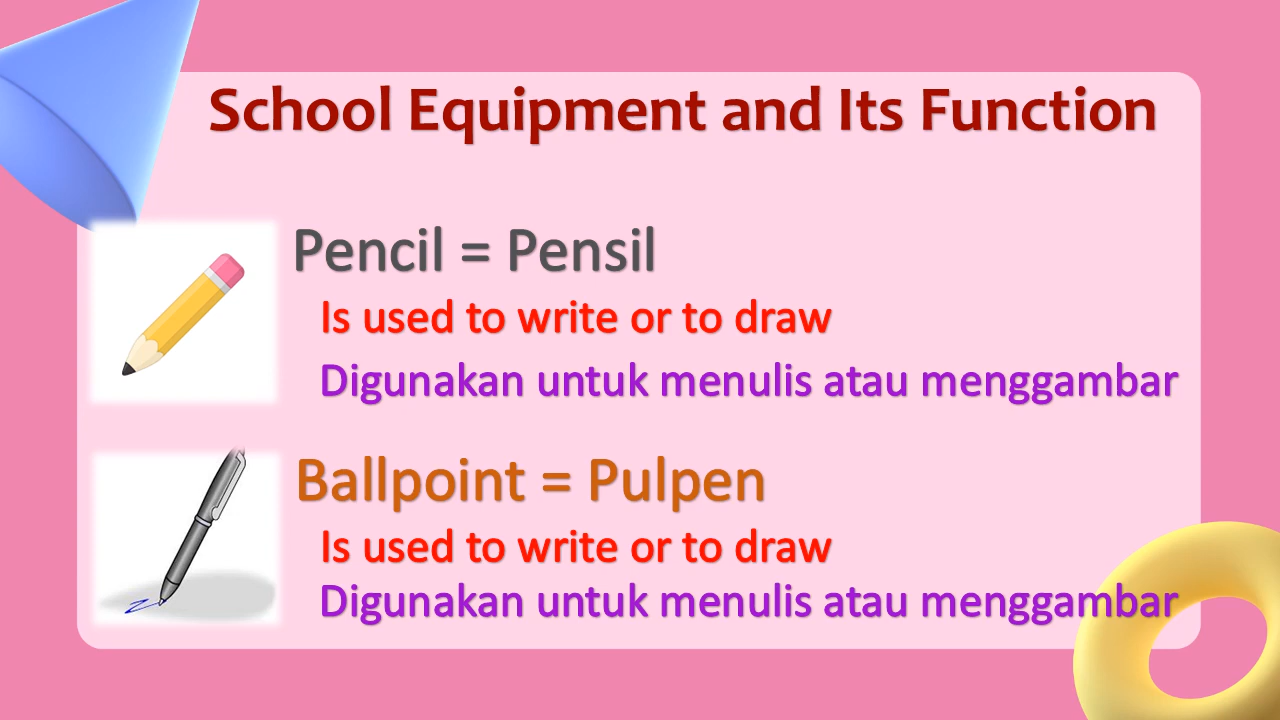 School Equipment and Its Function
Pencil = Pensil
Is used to write or to draw
Digunakan untuk menulis atau menggambar
Ballpoint = Pulpen
Is used to write or to draw
Digunakan untuk menulis atau menggambar